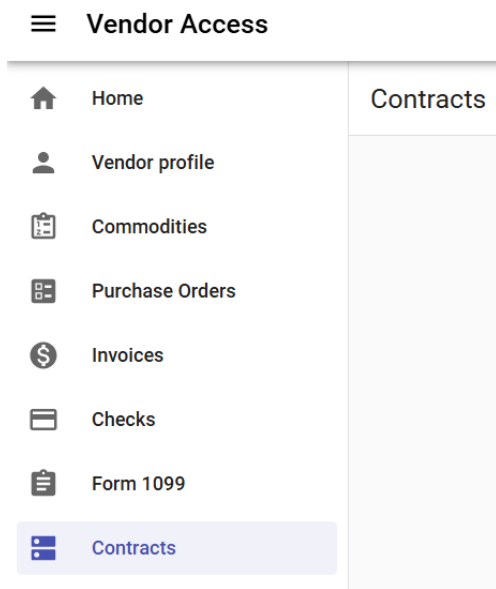 Vendor Access
Home
Contracts
Vendor profile
Commodities
Purchase Orders
Invoices
Checks
Form 1099
Contracts